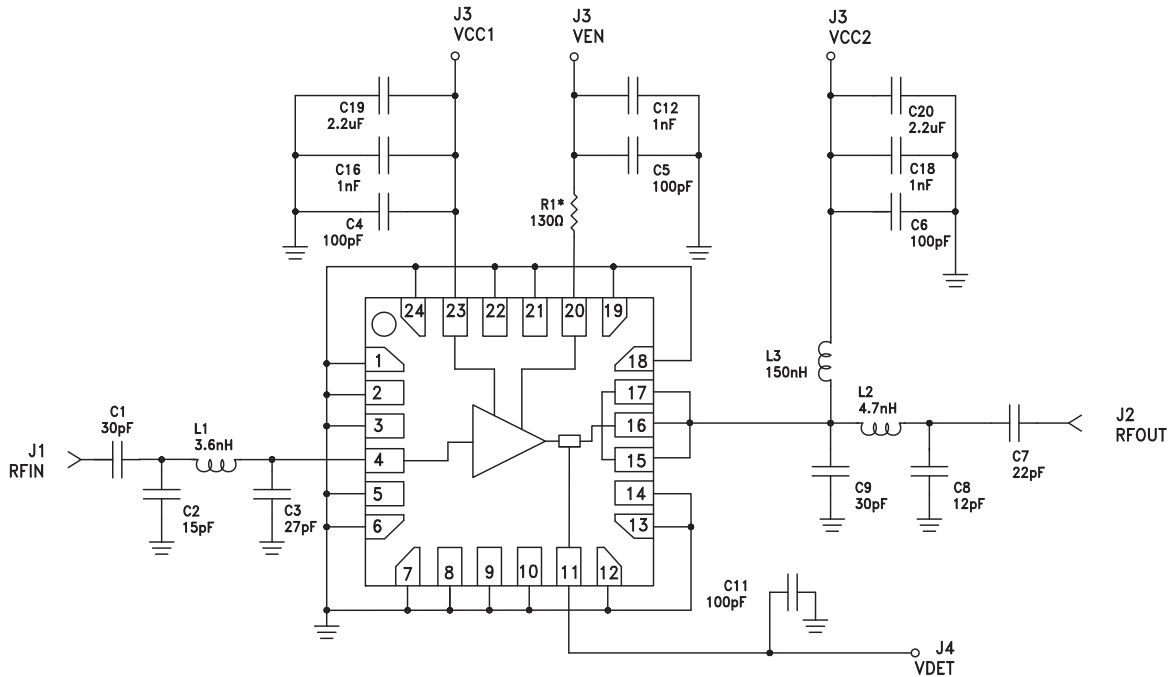 J3
VCC1
J3
VEN
J3
VCC2
C19
2.2uF
C12
1nF
C20
2.2uF
C16
1nF
C5
100pF
C18
1nF
C4
100pF
R1*
130Ω
C6
100pF
24
23
22
21
20
19
1
18
L3
150nH
2
17
L2
4.7nH
3
16
J2
RFOUT
C1
30pF
L1
3.6nH
J1
RFIN
4
15
C7
22pF
5
14
C2
15pF
C3
27pF
C9
30pF
C8
12pF
6
13
7
8
9
10
11
12
C11
100pF
J4
VDET